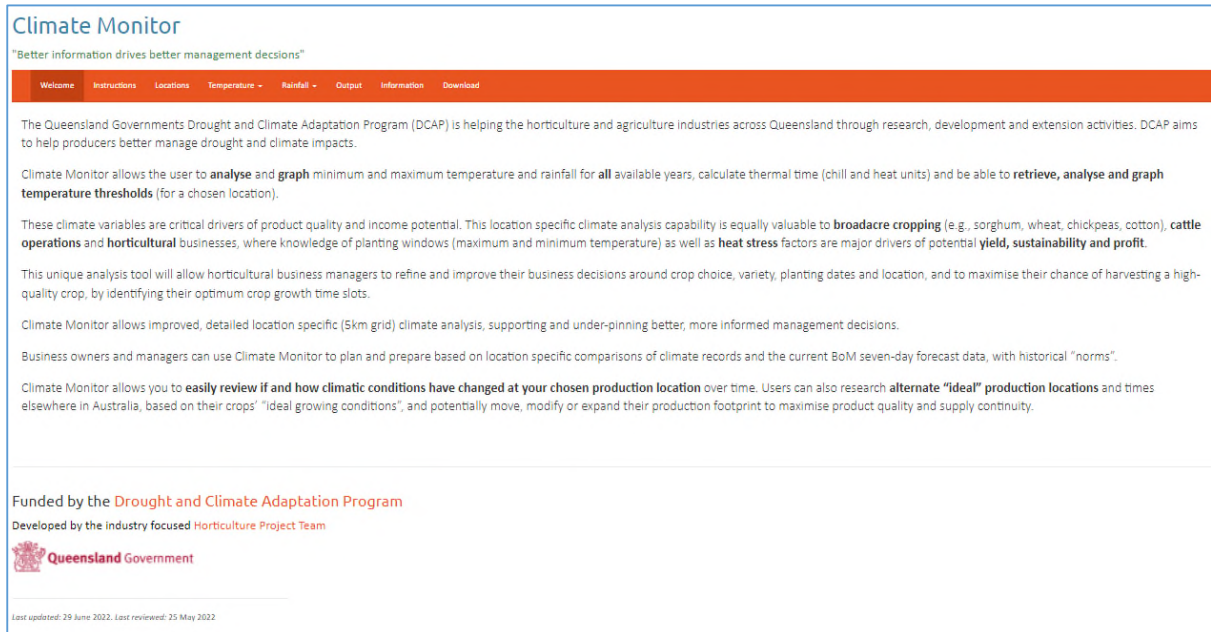 Climate Monitor
"Better information drives better management decsions"
Welcome Instructions Locations Temperature Rainfall Output Information Download
The Queensland Governments Drought and Climate Adaptation Program (DCAP) is helping the horticulture and agriculture industries across Queensland through research, development and extension activities. DCAP aims
to help producers better manage drought and climate impacts.
Climate Monitor allows the user to analyse and graph minimum and maximum temperature and rainfall for all available years, calculate thermal time (chill and heat units) and be able to retrieve, analyse and graph
temperature thresholds (for a chosen location).
These climate variables are critical drivers of product quality and income potential. This location specific climate analysis capability is equally valuable to broadacre cropping (e.g., sorghum, wheat, chickpeas, cotton), cattle
operations and horticultural businesses, where knowledge of planting windows (maximum and minimum temperature) as well as heat stress factors are major drivers of potential yield, sustainability and profit.
This unique analysis tool will allow horticultural business managers to refine and improve their business decisions around crop choice, variety, planting dates and location, and to maximise their chance of harvesting a high-
quality crop, by identifying their optimum crop growth time slots.
Climate Monitor allows improved, detailed location specific (5km grid) climate analysis, supporting and under-pinning better, more informed management decisions.
Business owners and managers can use Climate Monitor to plan and prepare based on location specific comparisons of climate records and the current BoM seven-day forecast data, with historical "norms".
Climate Monitor allows you to easily review if and how climatic conditions have changed at your chosen production location over time. Users can also research alternate "ideal" production locations and times
elsewhere in Australia, based on their crops' "ideal growing conditions", and potentially move, modify or expand their production footprint to maximise product quality and supply continuity.
Funded by the Drought and Climate Adaptation Program
Developed by the industry focused Horticulture Project Team
Queensland Government
Last updated: 29 June 2022. Last reviewed: 25 May 2022